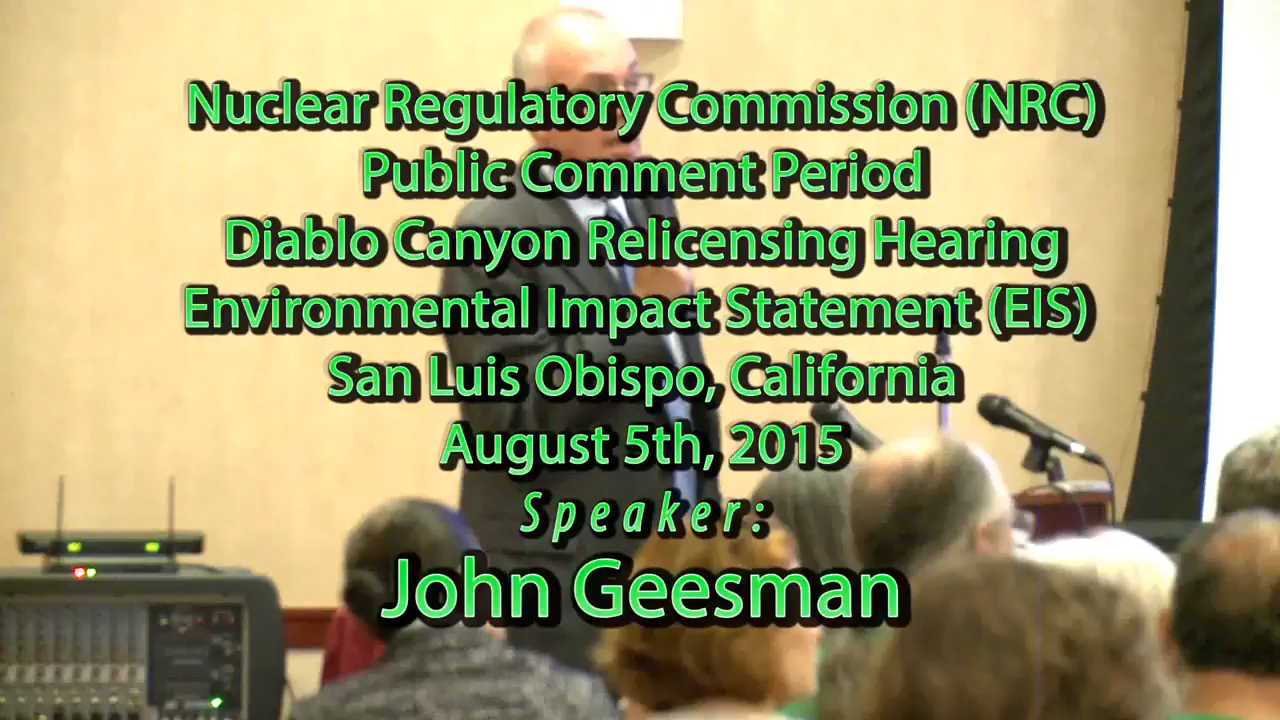 Nuclear Regulatory Commission (NRC)
Public Comment Period
Diablo Canyon Relicensing Hearing
Environmental Impact Statement (EIS)
San Luis Obispo, California
August 5th, 2015
Speaker:
John Geesman